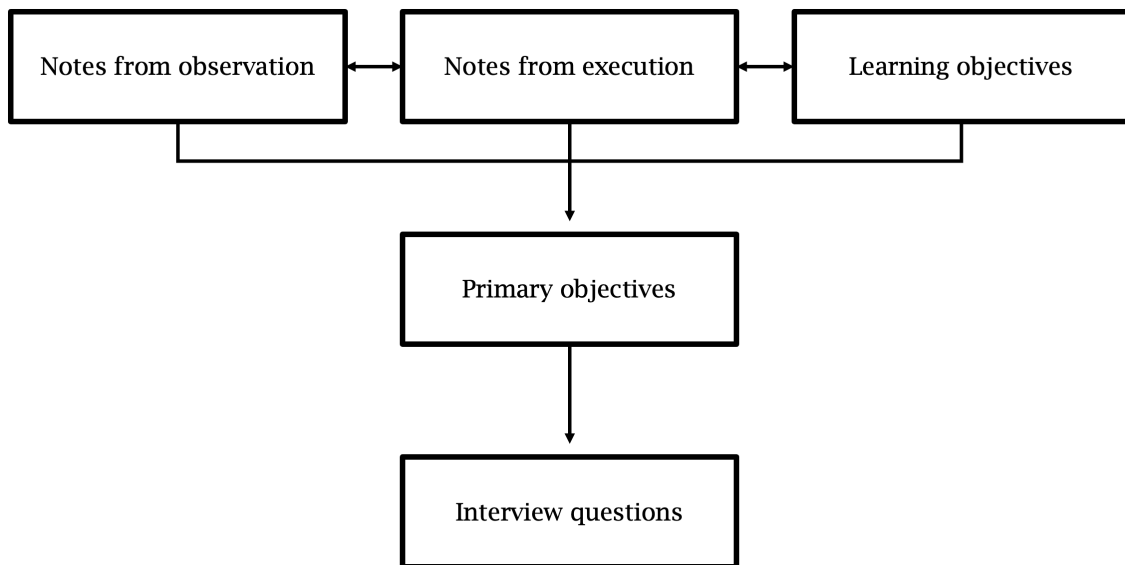 Notes from observation
Notes from execution
Learning objectives
Primary objectives
Interview questions